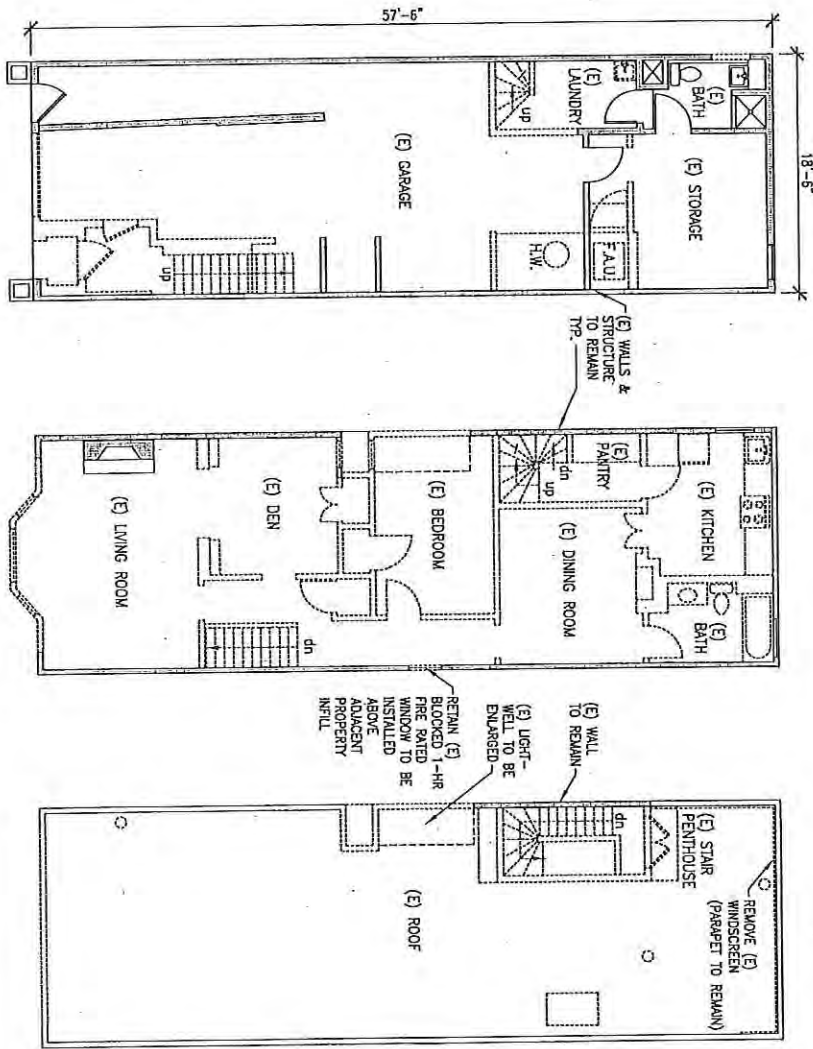 57'-6"
18'-6"
(E)
LAUNDRY
up
(E)
BATH
(E) STORAGE
(E) GARAGE
F.A.U.
H.W.
up
(E) WALLS &
STRUCTURE
TO REMAIN
TYP.
(E)
PANTRY
dn
up
(E) KITCHEN
(E)
BATH
(E) DINING ROOM
(E) BEDROOM
(E) DEN
(E) LIVING ROOM
dn
RETAIN (E)
BLOCKED 1-HR
FIRE RATED
WINDOW TO BE
INSTALLED
ABOVE
ADJACENT
PROPERTY
INFILL
(E) LIGHT-
WELL TO BE
ENLARGED
(E) WALL
TO REMAIN
dn
(E) STAIR
PENTHOUSE
REMOVE (E)
WINDSCREEN
(PARAPET TO REMAIN)
(E) ROOF